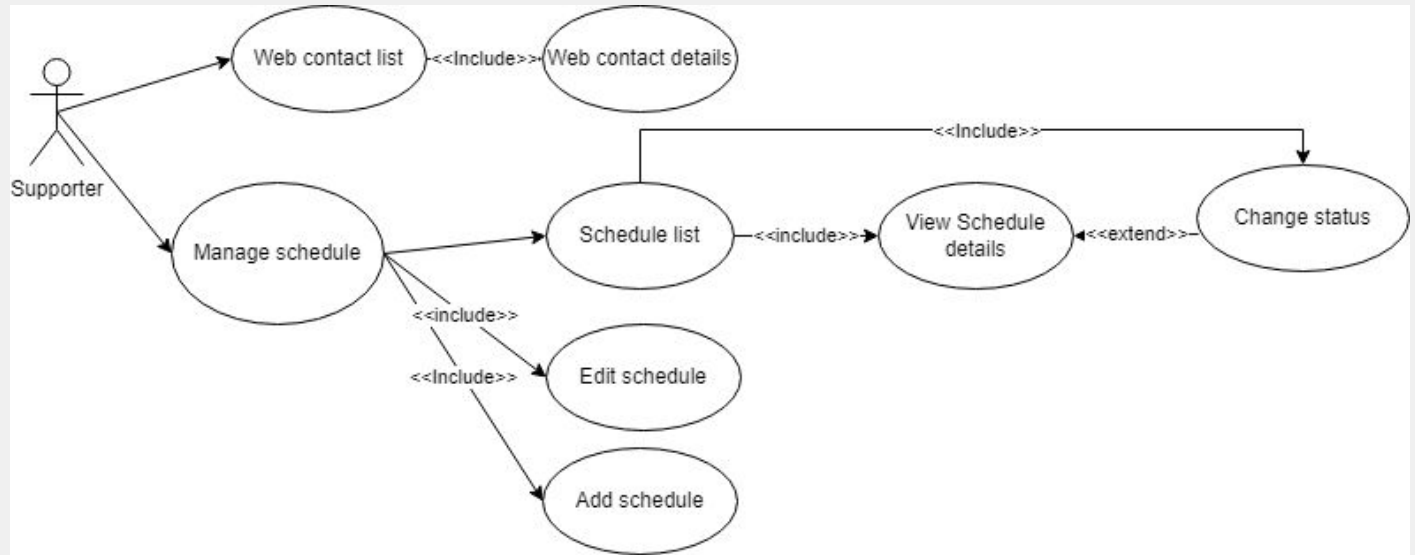 Web contact list
<<Include>>
Web contact details
<<Include>>
Supporter
Manage schedule
Schedule list
<<include>>
View Schedule
details
<<extend>>
Change status
<<include>>
Edit schedule
<<Include>>
Add schedule